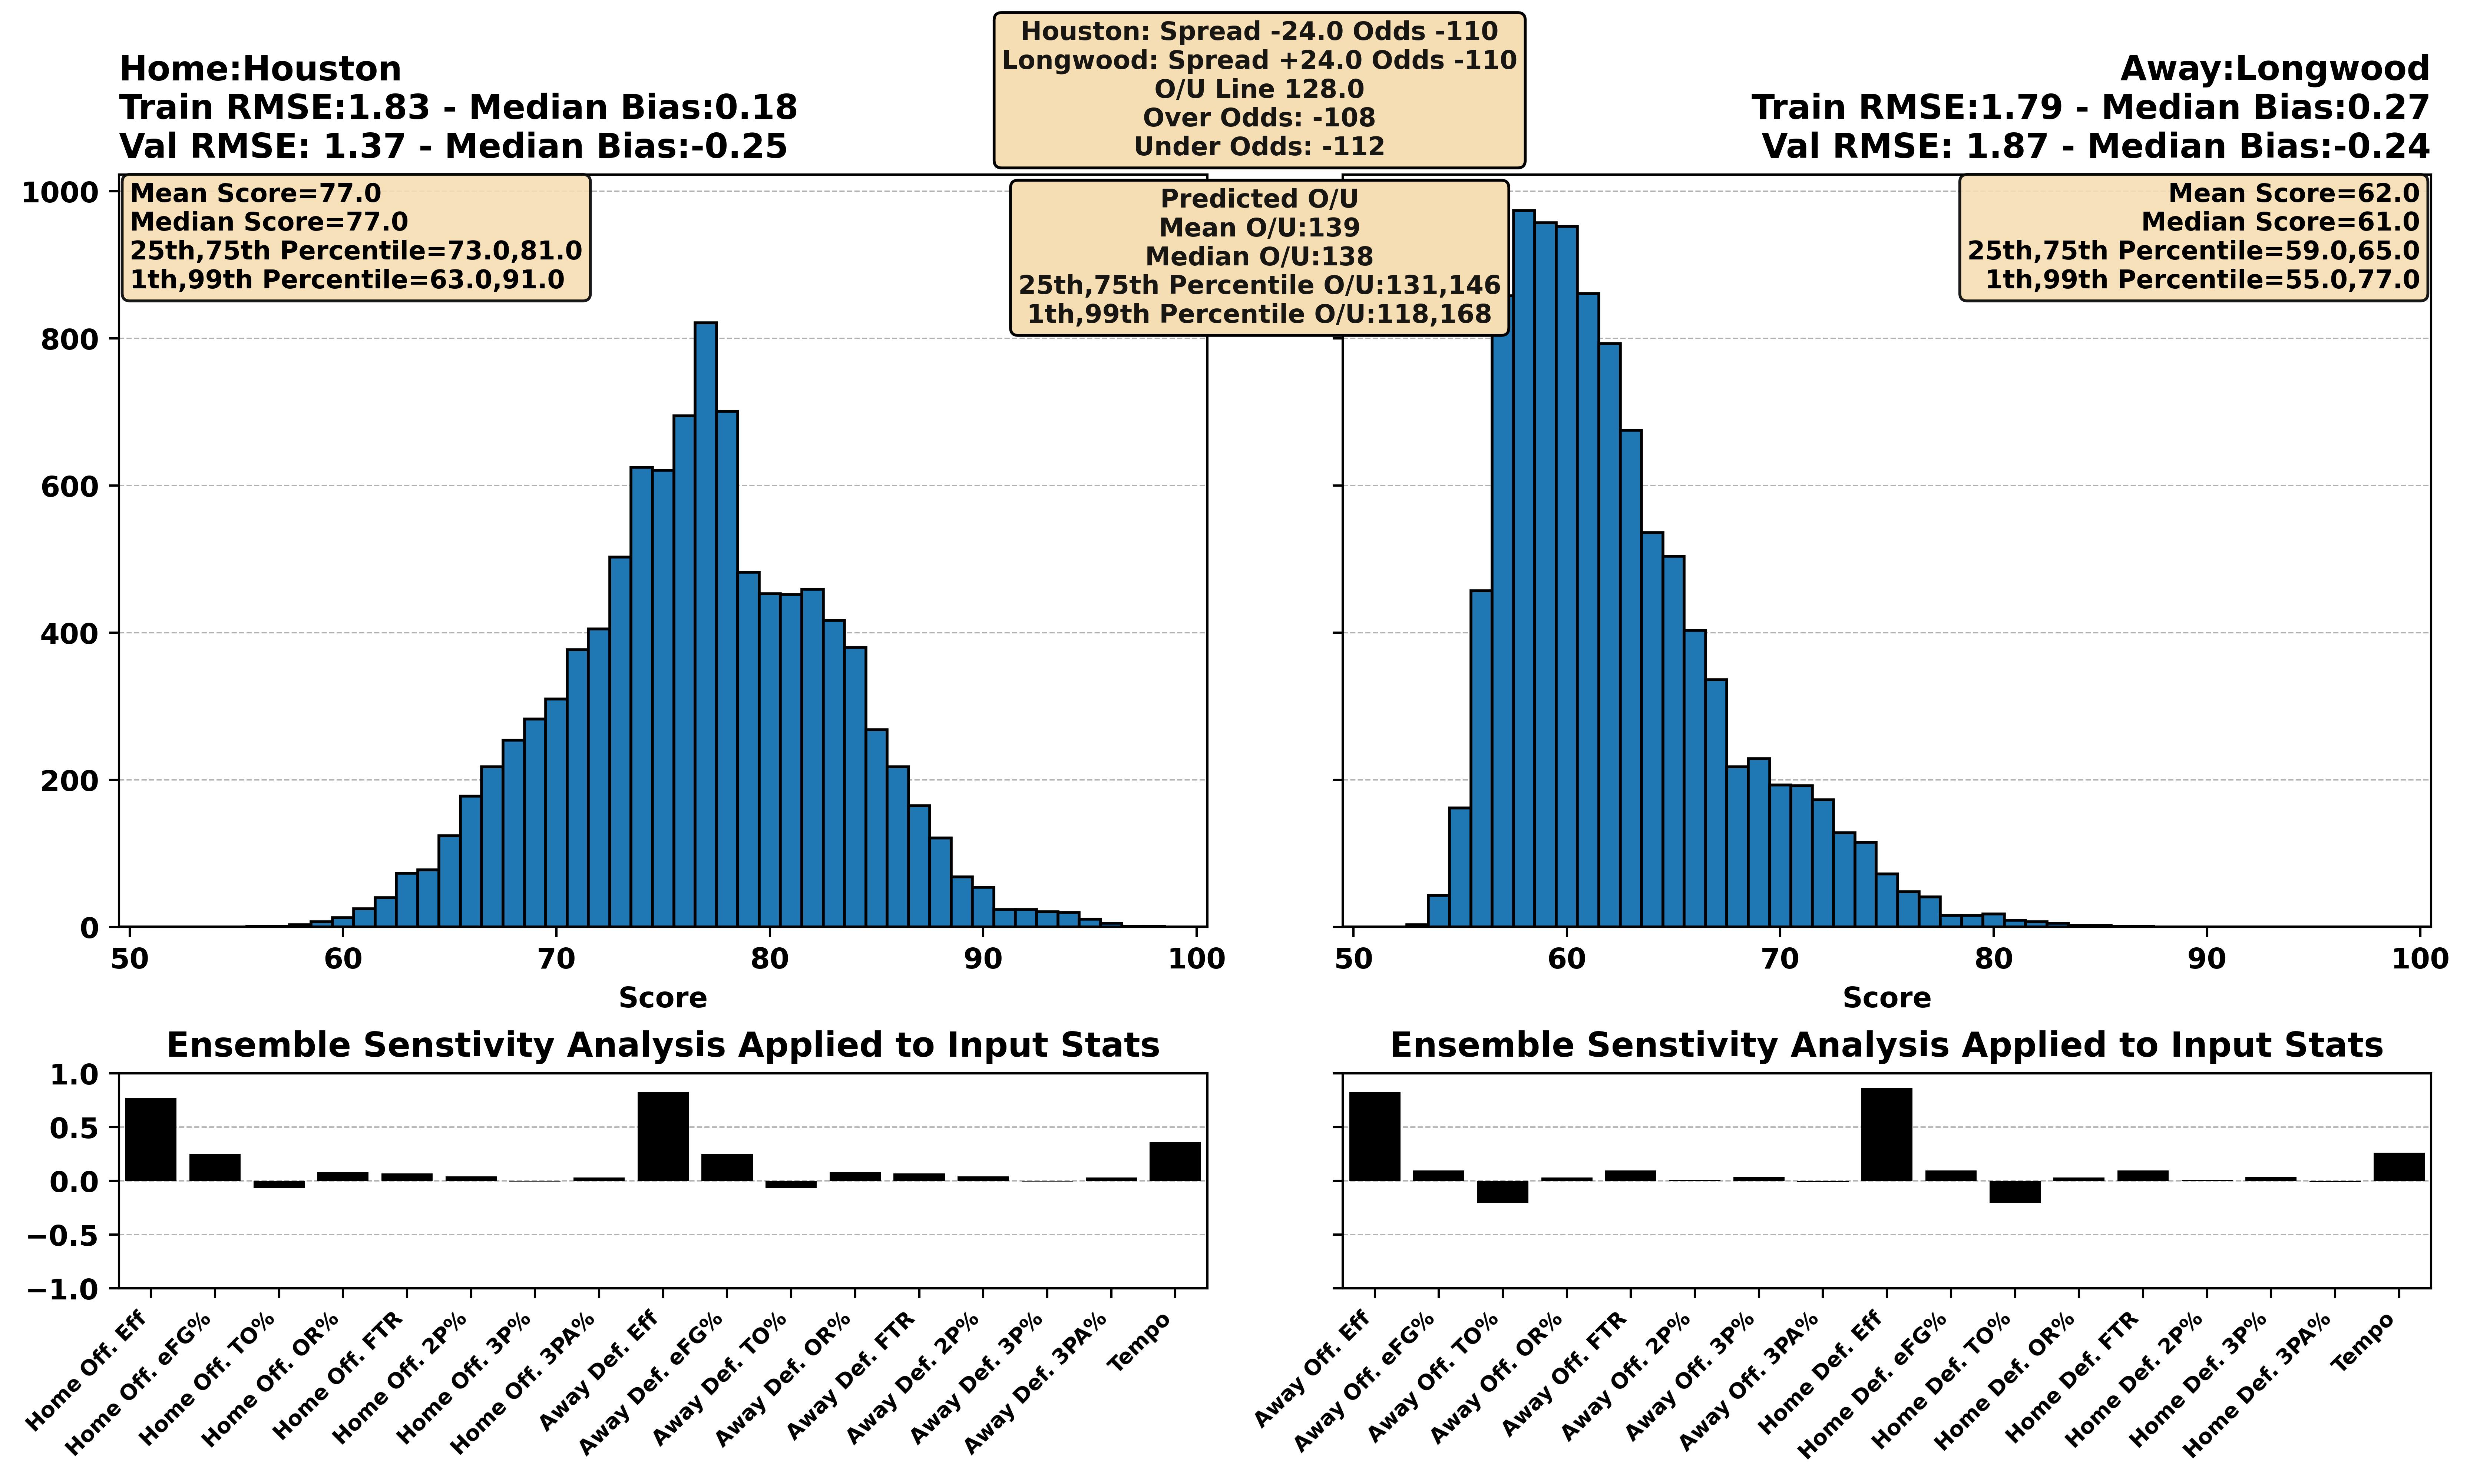 Houston: Spread -24.0 Odds -110
Longwood: Spread +24.0 Odds -110
O/U Line 128.0
Over Odds: -108
Under Odds: -112
Home:Houston
Train RMSE:1.83 - Median Bias:0.18
Val RMSE: 1.37 - Median Bias:-0.25
Away:Longwood
Train RMSE:1.79 - Median Bias:0.27
Val RMSE: 1.87 - Median Bias:-0.24
Mean Score=77.0
Median Score=77.0
25th,75th Percentile=73.0,81.0
1th,99th Percentile=63.0,91.0
Predicted O/U
Mean O/U:139
Median O/U:138
25th,75th Percentile O/U:131,146
1th,99th Percentile O/U:118,168
Mean Score=62.0
Median Score=61.0
25th,75th Percentile=59.0,65.0
1th,99th Percentile=55.0,77.0
1000
800
600
400
200
0
50 60 70 80 90 100
Score
50 60 70 80 90 100
Score
Ensemble Senstivity Analysis Applied to Input Stats
1.0
0.5
0.0
−0.5
−1.0
Home Off. Eff
Home Off. eFG%
Home Off. TO%
Home Off. OR%
Home Off. FTR
Home Off. 2P%
Home Off. 3P%
Home Off. 3PA%
Away Def. Eff
Away Def. eFG%
Away Def. TO%
Away Def. OR%
Away Def. FTR
Away Def. 2P%
Away Def. 3P%
Away Def. 3PA%
Tempo
Ensemble Senstivity Analysis Applied to Input Stats
Away Off. Eff
Away Off. eFG%
Away Off. TO%
Away Off. OR%
Away Off. FTR
Away Off. 2P%
Away Off. 3P%
Away Off. 3PA%
Home Def. Eff
Home Def. eFG%
Home Def. TO%
Home Def. OR%
Home Def. FTR
Home Def. 2P%
Home Def. 3P%
Home Def. 3PA%
Tempo